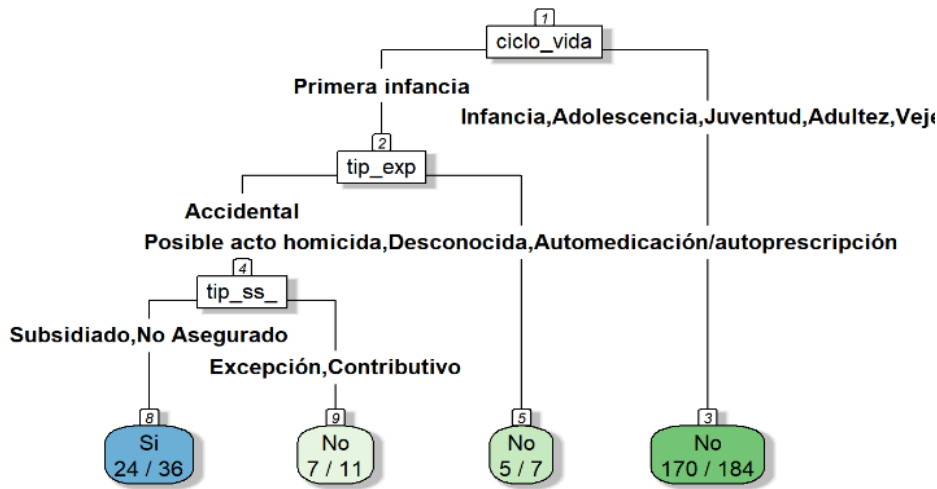 1
ciclo_vida
Primera infancia
Infancia,Adolescencia,Juventud,Adultez,Veje
2
tip_exp
Accidental
Posible acto homicida,Desconocida,Automedicación/autoprescripción
4
tip_ss_
Subsidiado,No Asegurado
Excepción,Contributivo
8
Si
24 / 36
9
No
7 / 11
5
No
5 / 7
3
No
170 / 184